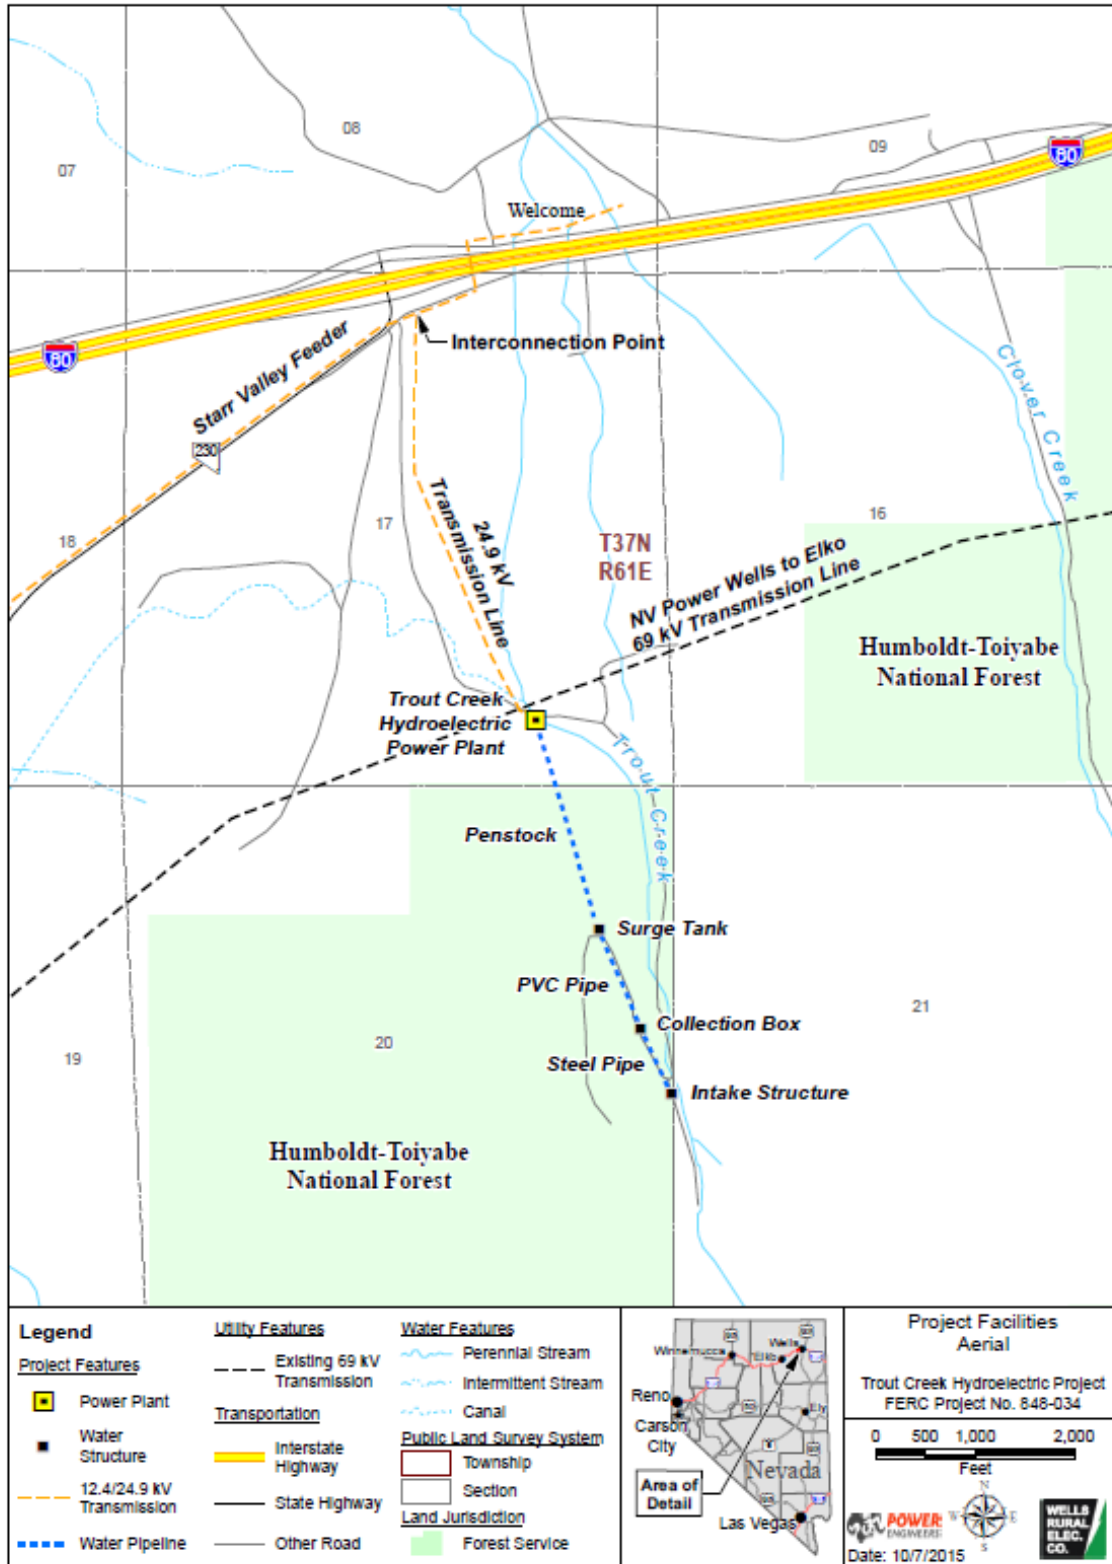 08
09
07
80
Welcome
Interconnection Point
80
Starr Valley Feeder
230
Clover Creek
24.9 kV
Transmission Line
17
16
18
T37N
R61E
NV Power Wells to Elko
69 kV Transmission Line
Humboldt-Toiyabe
National Forest
Trout Creek
Hydroelectric
Power Plant
Trout Creek
Penstock
Surge Tank
PVC Pipe
Collection Box
21
20
19
Steel Pipe
Intake Structure
Humboldt-Toiyabe
National Forest
Legend
Project Features
Power Plant
Water
Structure
12.4/24.9 kV
Transmission
Water Pipeline
Utility Features
Existing 69 kV
Transmission
Transportation
Interstate
Highway
State Highway
Other Road
Water Features
Perennial Stream
Intermittent Stream
Canal
Public Land Survey System
Township
Section
Land Jurisdiction
Forest Service
Winnemucca
Elko
Wells
Reno
Carson
City
Ely
Nevada
Area of
Detail
Las Vegas
Project Facilities
Aerial
Trout Creek Hydroelectric Project
FERC Project No. 848-034
0 500 1,000 2,000
Feet
N
W E
S
POWER
ENGINEERS
WELLS
RURAL
ELEC.
CO.
Date: 10/7/2015